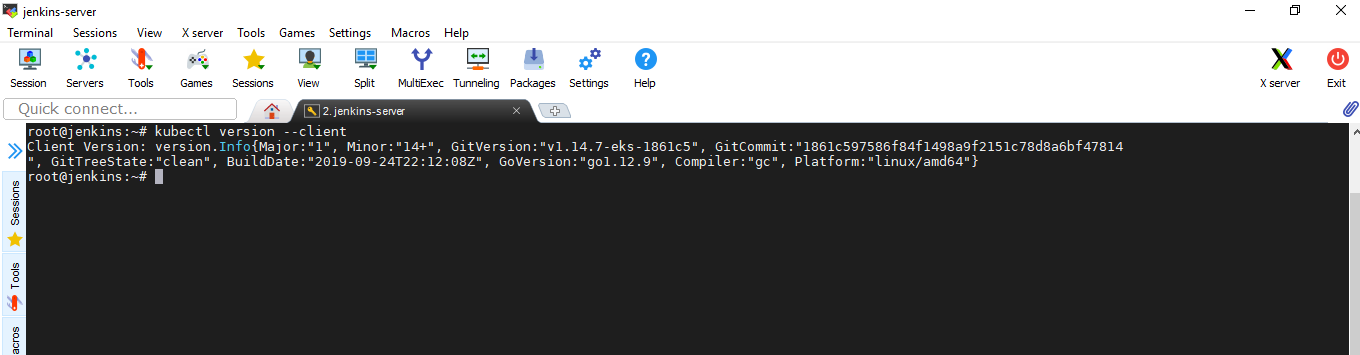 jenkins-server
Terminal Sessions View X server Tools Games Settings Macros Help
Session Servers Tools Games Sessions View Split MultiExec Tunneling Packages Settings Help X server Exit
Quick connect... 2. jenkins-server
root@jenkins:~# kubectl version --client
Client Version: version.Info{Major:"1", Minor:"14+", GitVersion:"v1.14.7-eks-1861c5", GitCommit:"1861c597586f84f1498a9f2151c78d8a6bf47814
", GitTreeState:"clean", BuildDate:"2019-09-24T22:12:08Z", GoVersion:"go1.12.9", Compiler:"gc", Platform:"linux/amd64"}
root@jenkins:~#
Sessions
Tools
acros